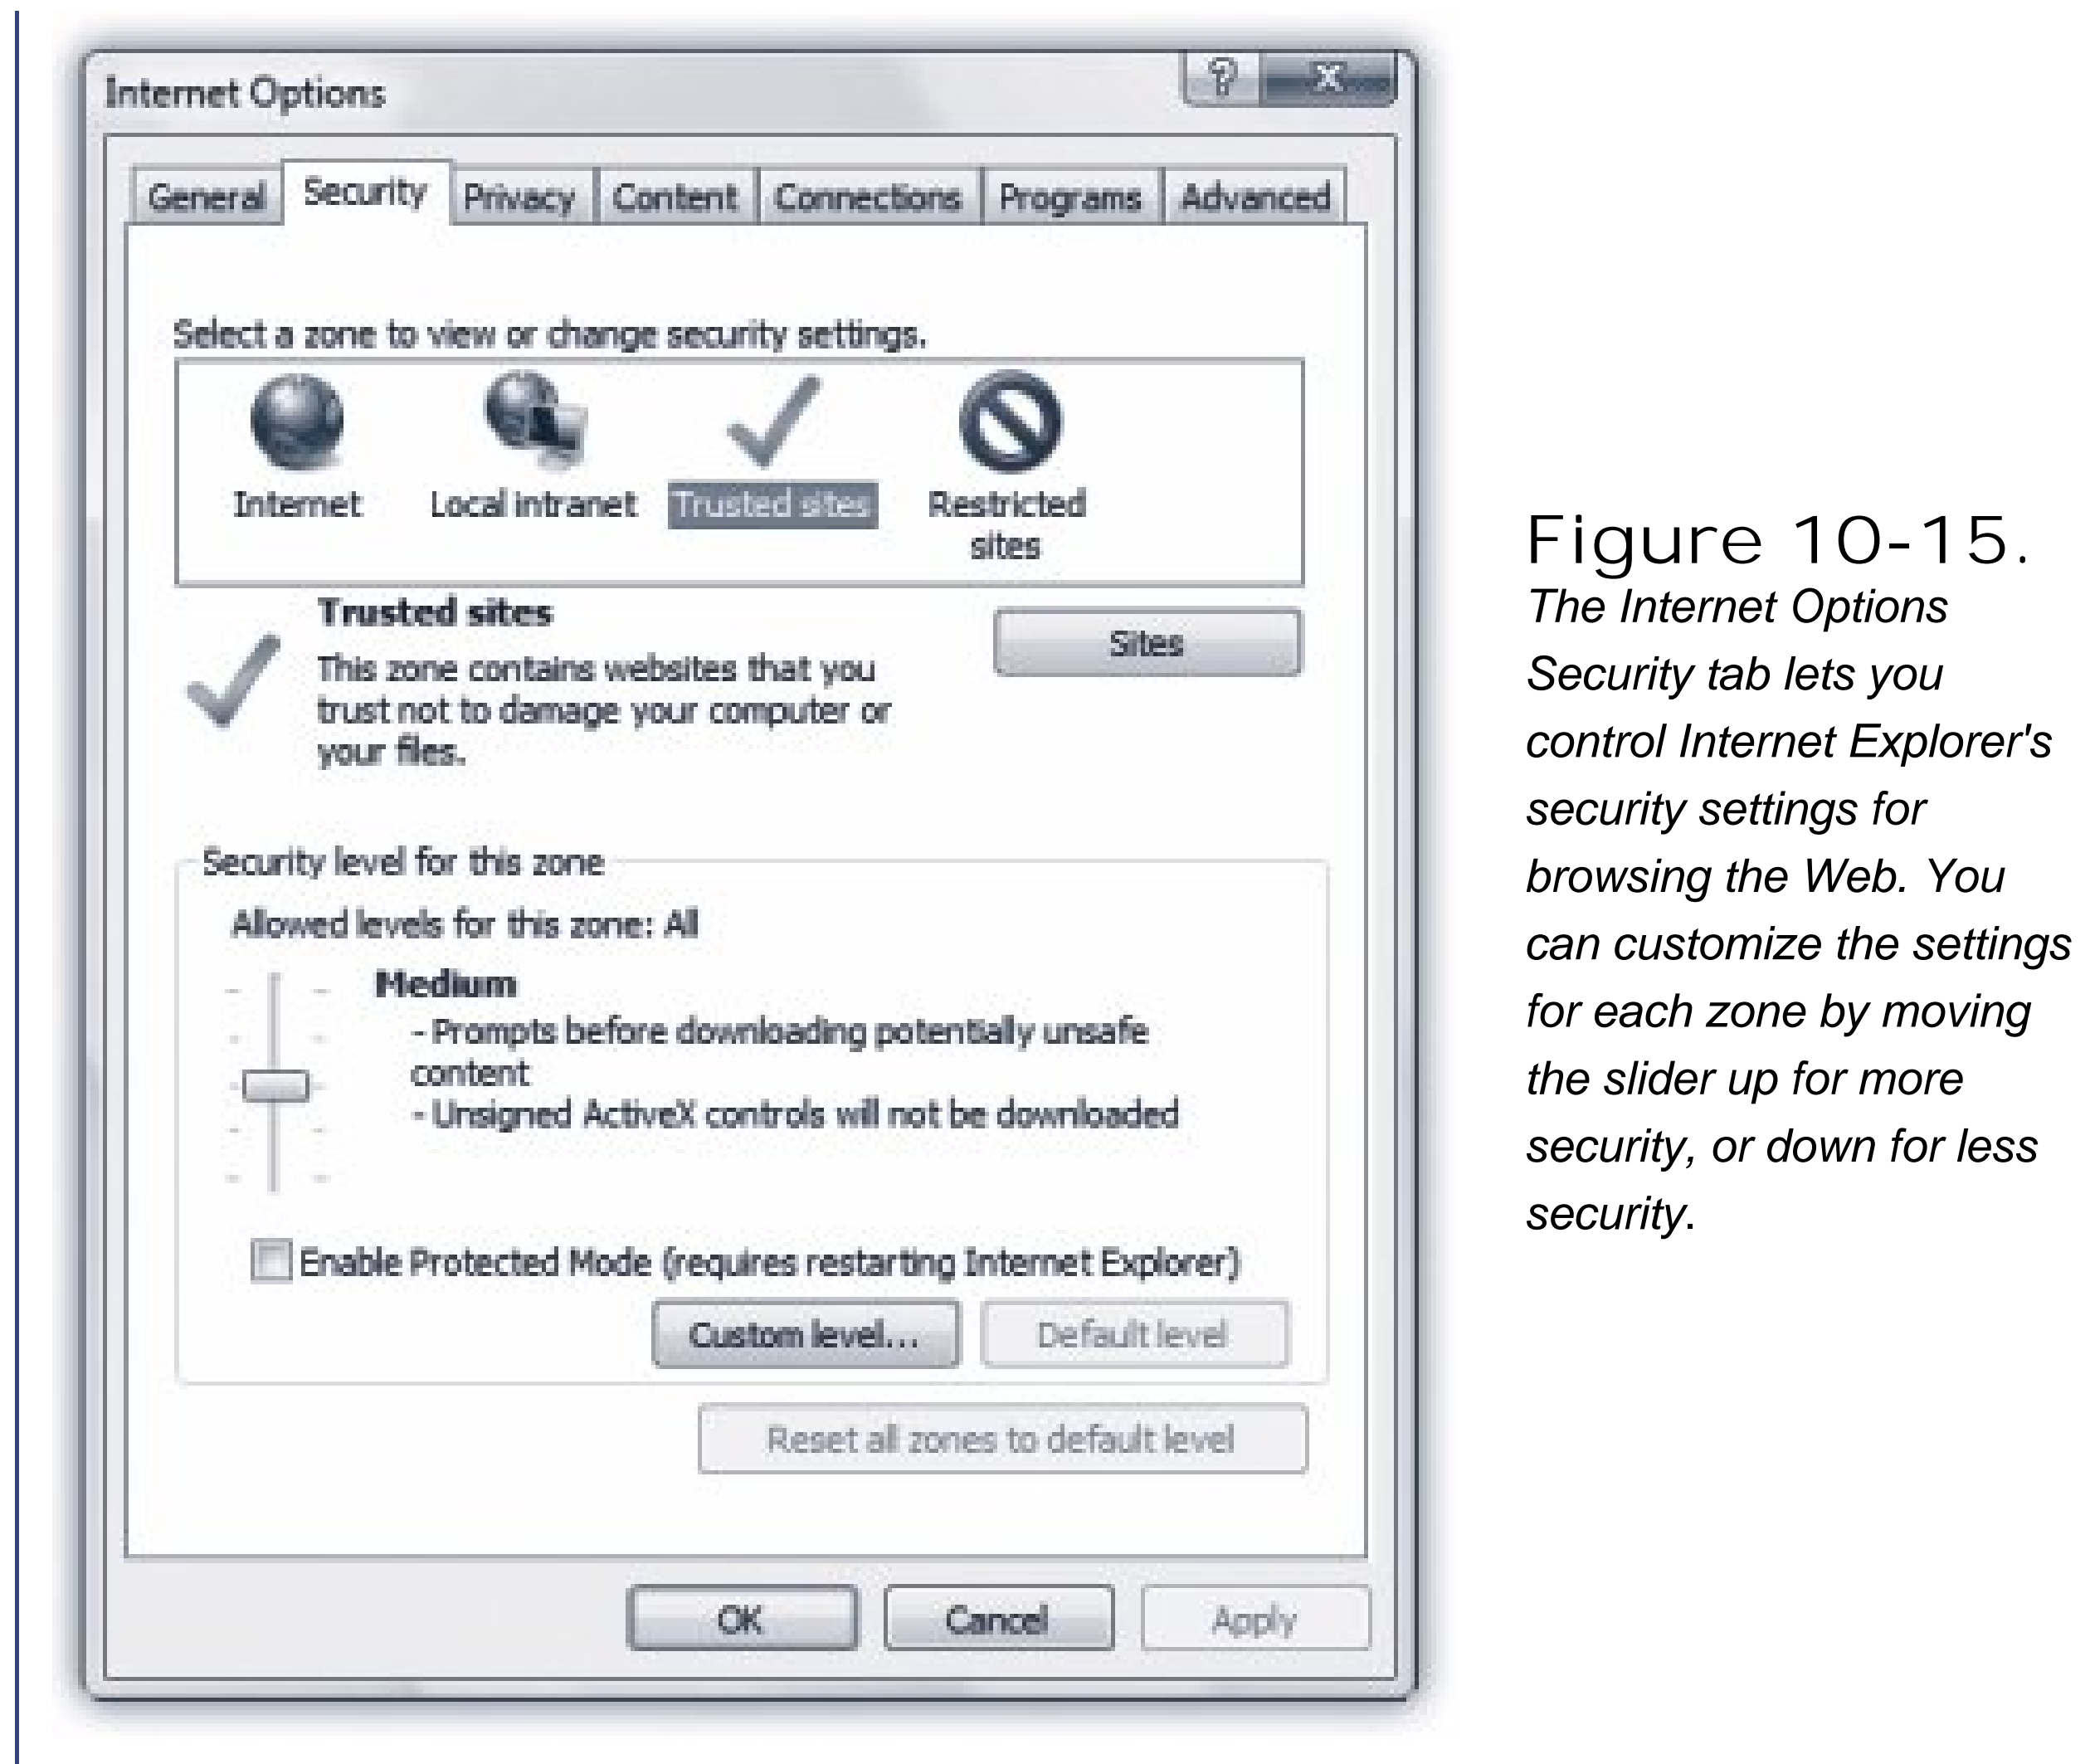 Internet Options
General Security Privacy Content Connections Programs Advanced
Select a zone to view or change security settings.
Internet Local intranet Trusted sites Restricted sites
Trusted sites
Sites
This zone contains websites that you
trust not to damage your computer or
your files.
Security level for this zone
Allowed levels for this zone: All
Medium
- Prompts before downloading potentially unsafe
content
- Unsigned ActiveX controls will not be downloaded
Enable Protected Mode (requires restarting Internet Explorer)
Custom level... Default level
Reset all zones to default level
OK Cancel Apply
Figure 10-15.
The Internet Options
Security tab lets you
control Internet Explorer's
security settings for
browsing the Web. You
can customize the settings
for each zone by moving
the slider up for more
security, or down for less
security.